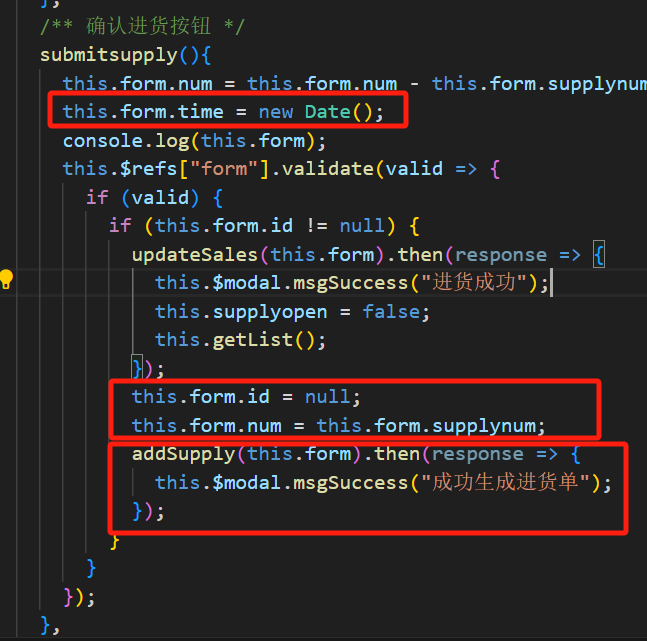 },
/** 确认进货按钮 */
submitsupply(){
this.form.num = this.form.num - this.form.supplynum
this.form.time = new Date();
console.log(this.form);
this.$refs["form"].validate(valid => {
if (valid) {
if (this.form.id != null) {
updateSales(this.form).then(response => {
this.$modal.msgSuccess("进货成功");
this.supplyopen = false;
this.getList();
});
this.form.id = null;
this.form.num = this.form.supplynum;
addSupply(this.form).then(response => {
this.$modal.msgSuccess("成功生成进货单");
});
}
}
});
},